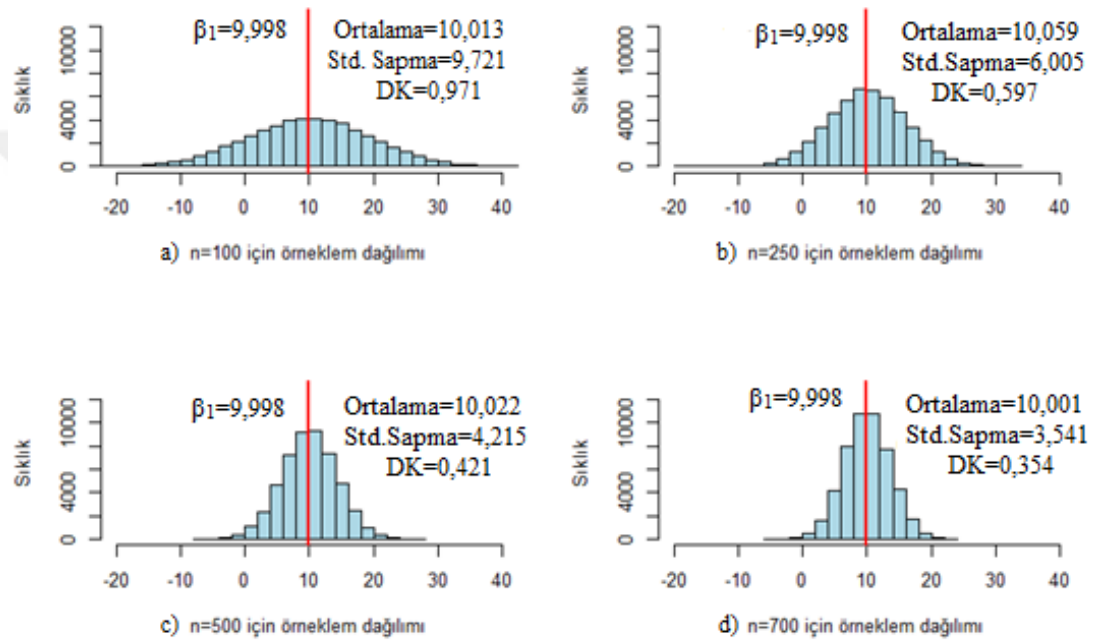 β1=9,998
Ortalama=10,013
Std. Sapma=9,721
DK=0,971
Sıklık
10000
4000
0
-20 -10 0 10 20 30 40
a) n=100 için örneklem dağılımı
β1=9,998
Ortalama=10,059
Std.Sapma=6,005
DK=0,597
Sıklık
10000
4000
0
-20 -10 0 10 20 30 40
b) n=250 için örneklem dağılımı
β1=9,998
Ortalama=10,022
Std.Sapma=4,215
DK=0,421
Sıklık
10000
4000
0
-20 -10 0 10 20 30 40
c) n=500 için örneklem dağılımı
β1=9,998
Ortalama=10,001
Std.Sapma=3,541
DK=0,354
Sıklık
10000
4000
0
-20 -10 0 10 20 30 40
d) n=700 için örneklem dağılımı